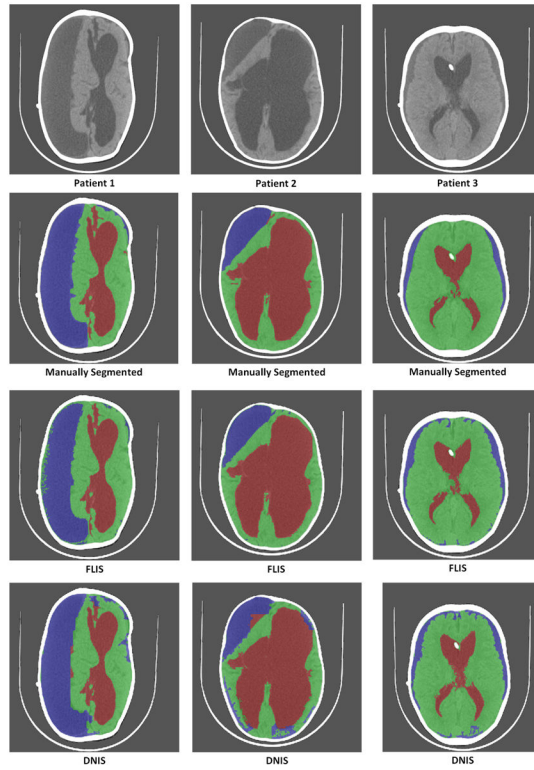 Patient 1 Patient 2 Patient 3
Manually Segmented Manually Segmented Manually Segmented
FLIS FLIS FLIS
DNIS DNIS DNIS